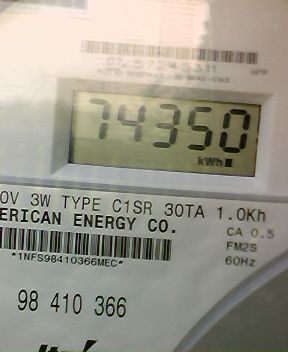 74350
kWh
0V 3W TYPE C1SR 30TA 1.0Kh
ERICAN ENERGY CO.
CA 0.5
FM2S
60Hz
*1NFS98410366MEC*
98 410 366